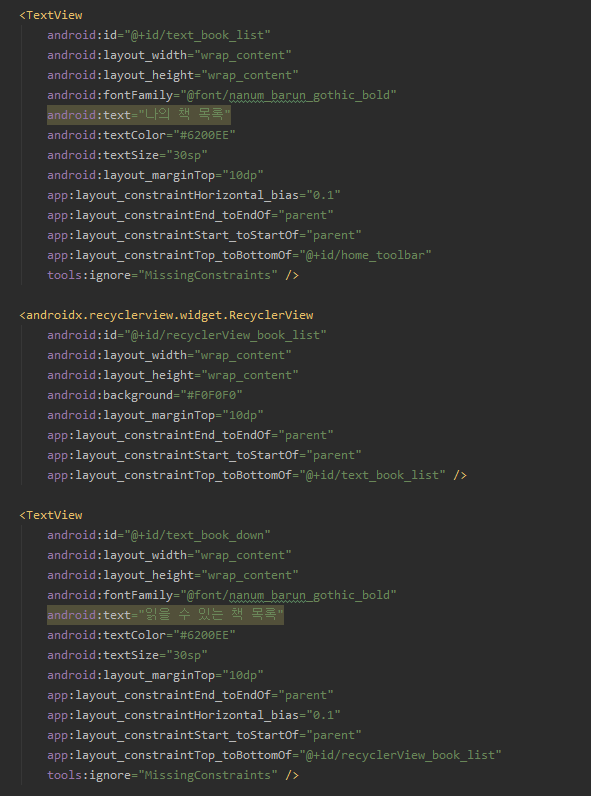 <TextView
android:id="@+id/text_book_list"
android:layout_width="wrap_content"
android:layout_height="wrap_content"
android:fontFamily="@font/nanum_barun_gothic_bold"
android:text="나의 책 목록"
android:textColor="#6200EE"
android:textSize="30sp"
android:layout_marginTop="10dp"
app:layout_constraintHorizontal_bias="0.1"
app:layout_constraintEnd_toEndOf="parent"
app:layout_constraintStart_toStartOf="parent"
app:layout_constraintTop_toBottomOf="@+id/home_toolbar"
tools:ignore="MissingConstraints" />
<androidx.recyclerview.widget.RecyclerView
android:id="@+id/recyclerView_book_list"
android:layout_width="wrap_content"
android:layout_height="wrap_content"
android:background="#F0F0F0"
android:layout_marginTop="10dp"
app:layout_constraintEnd_toEndOf="parent"
app:layout_constraintStart_toStartOf="parent"
app:layout_constraintTop_toBottomOf="@+id/text_book_list" />
<TextView
android:id="@+id/text_book_down"
android:layout_width="wrap_content"
android:layout_height="wrap_content"
android:fontFamily="@font/nanum_barun_gothic_bold"
android:text="읽을 수 있는 책 목록"
android:textColor="#6200EE"
android:textSize="30sp"
android:layout_marginTop="10dp"
app:layout_constraintEnd_toEndOf="parent"
app:layout_constraintHorizontal_bias="0.1"
app:layout_constraintStart_toStartOf="parent"
app:layout_constraintTop_toBottomOf="@+id/recyclerView_book_list"
tools:ignore="MissingConstraints" />